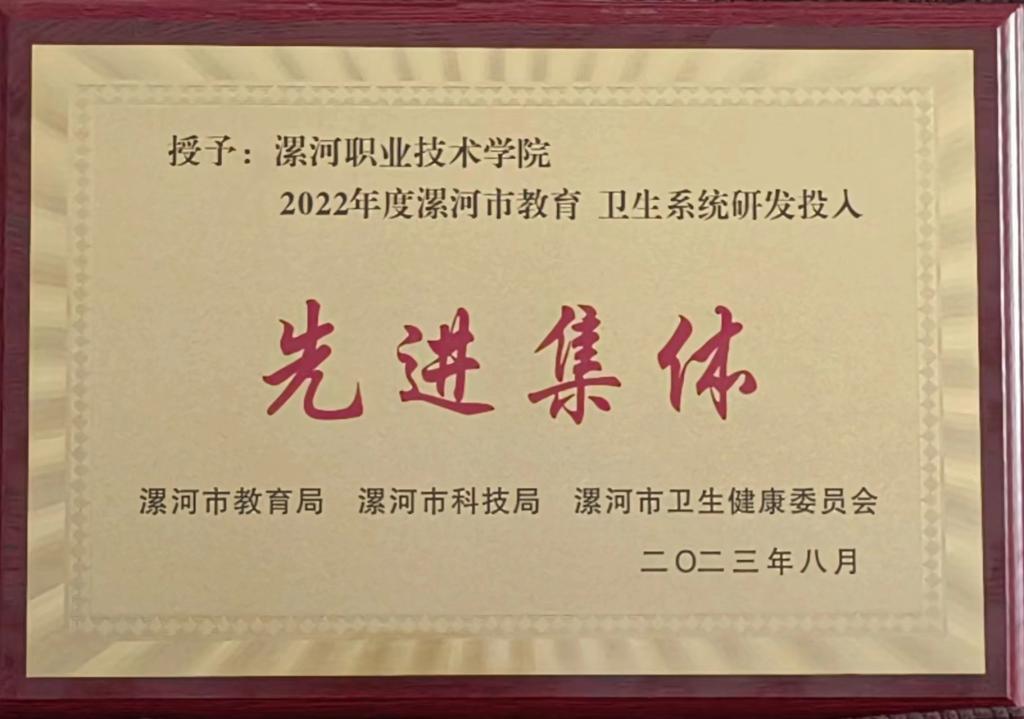 授予：漯河职业技术学院
2022年度漯河市教育 卫生系统研发投入
先进集体
漯河市教育局 漯河市科技局 漯河市卫生健康委员会
二〇二三年八月